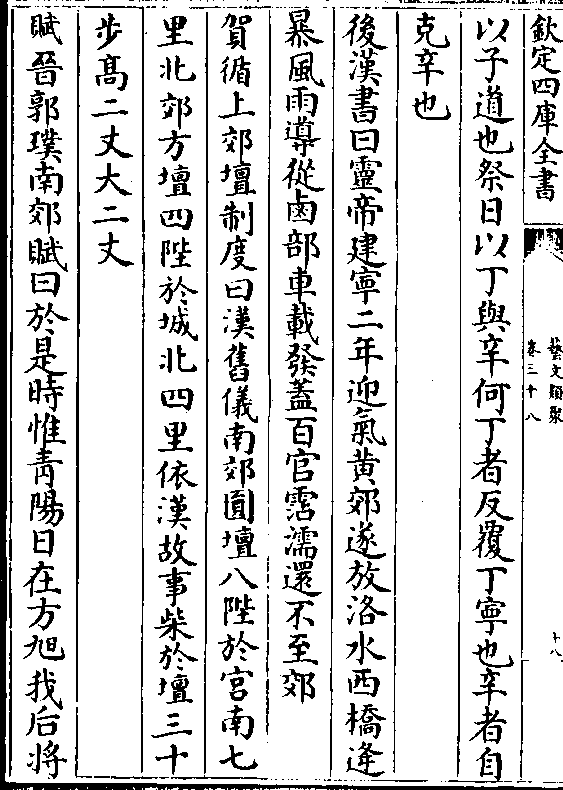 欽定四庫全書
藝文類聚
卷三十八
十八
以子道也祭日以丁與辛何丁者反覆丁寧也辛者自
克辛也
後漢書曰靈帝建寧二年迎氣黄郊遂放洛水西橋逢
暴風雨導從鹵部車載發蓋百官霑濡還不至郊
賀循上郊壇制度曰漢舊儀南郊圓壇八陛於宫南七
里北郊方壇四陛於城北四里依漢故事柴於壇三十
步髙二丈大二丈
賦晉郭璞南郊賦曰於是時惟青陽日在方旭我后将